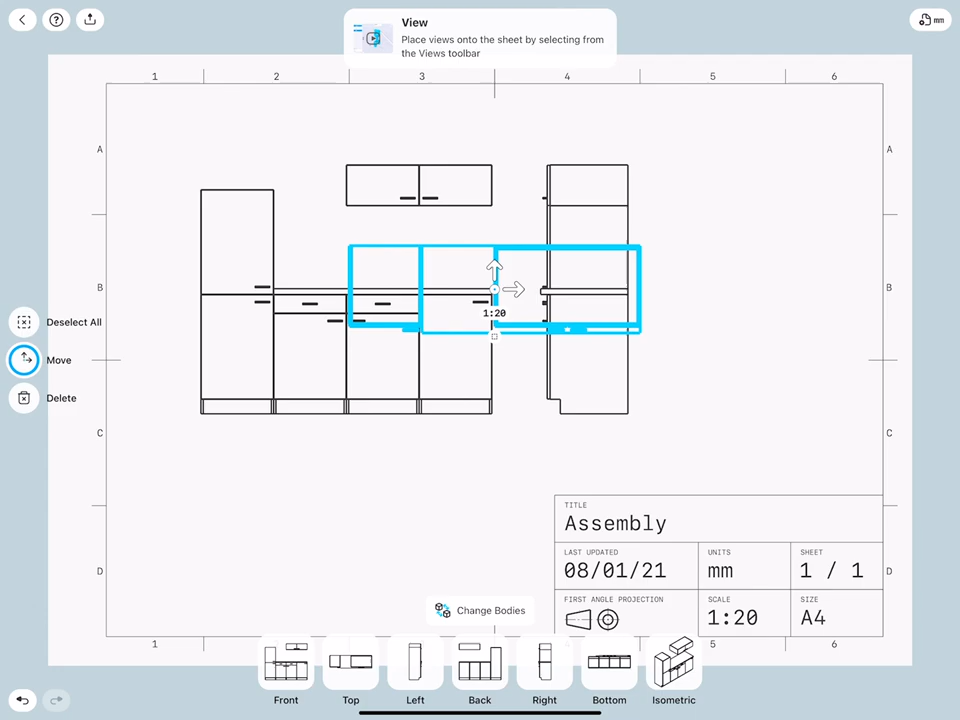 mm
View
Place views onto the sheet by selecting from
the Views toolbar
1 2 3 4 5 6
A A
B B
1:20
Deselect All
Move
Delete
C C
TITLE
Assembly
LAST UPDATED UNITS SHEET
08/01/21 mm 1 / 1
D D
FIRST ANGLE PROJECTION SCALE SIZE
1:20 A4
Change Bodies
1 5 6
Front Top Left Back Right Bottom Isometric